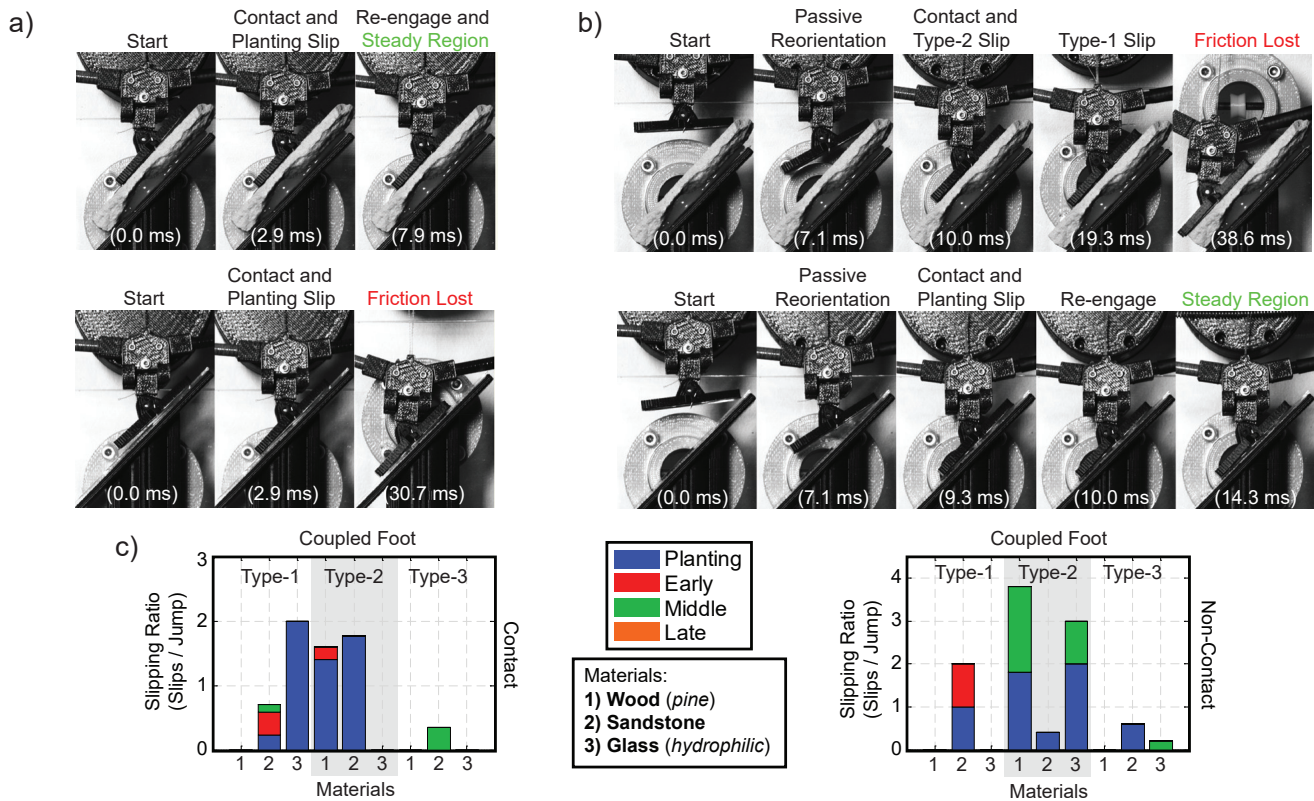 a)
Start
Contact and
Planting Slip
Re-engage and
Steady Region
(0.0 ms)
(2.9 ms)
(7.9 ms)
Start
Contact and
Planting Slip
Friction Lost
(0.0 ms)
(2.9 ms)
(30.7 ms)
b)
Start
Passive
Reorientation
Contact and
Type-2 Slip
Type-1 Slip
Friction Lost
(0.0 ms)
(7.1 ms)
(10.0 ms)
(19.3 ms)
(38.6 ms)
Start
Passive
Reorientation
Contact and
Planting Slip
Re-engage
Steady Region
(0.0 ms)
(7.1 ms)
(9.3 ms)
(10.0 ms)
(14.3 ms)
c)
Coupled Foot
Type-1
Type-2
Type-3
Slipping Ratio
(Slips / Jump)
3
2
1
0
1 2 3 1 2 3 1 2 3
Materials
Contact
Planting
Early
Middle
Late
Materials:
1) Wood (pine)
2) Sandstone
3) Glass (hydrophilic)
Coupled Foot
Type-1
Type-2
Type-3
Slipping Ratio
(Slips / Jump)
4
3
2
1
0
1 2 3 1 2 3 1 2 3
Materials
Non-Contact